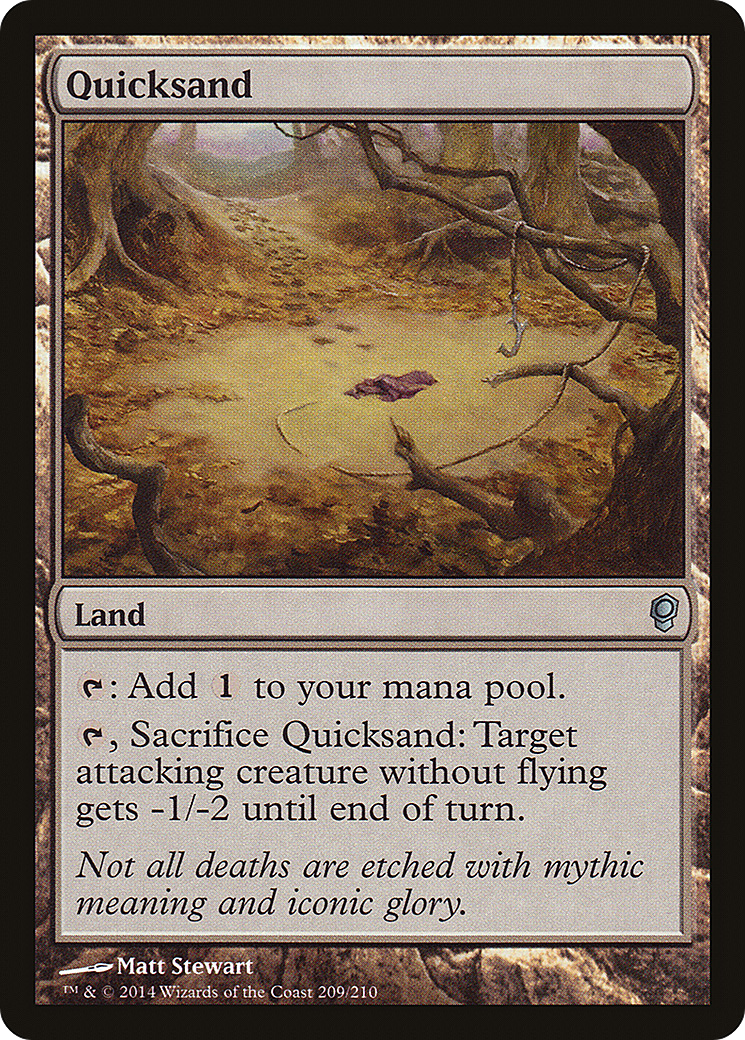 Quicksand
Land
: Add 1 to your mana pool.
, Sacrifice Quicksand: Target
attacking creature without flying
gets -1/-2 until end of turn.
Not all deaths are etched with mythic
meaning and iconic glory.
Matt Stewart
™ & © 2014 Wizards of the Coast 209/210